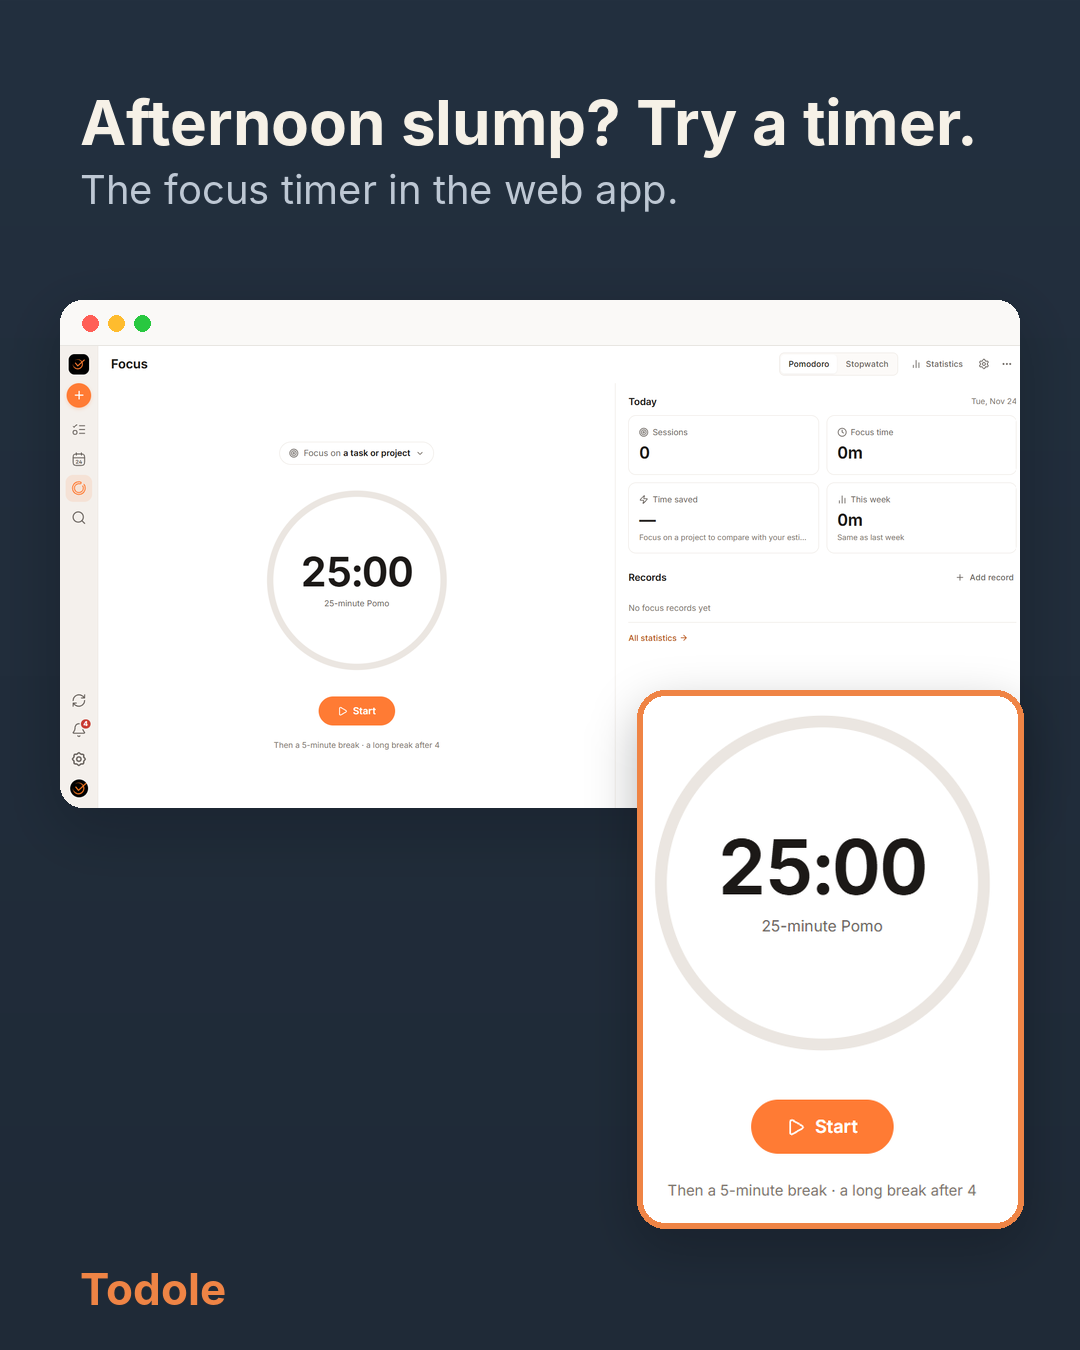 Afternoon slump? Try a timer.
The focus timer in the web app.
Focus
Pomodoro
Stopwatch
Statistics
Today
Tue, Nov 24
Sessions
0
Focus time
0m
Time saved
—
Focus on a project to compare with your esti...
This week
0m
Same as last week
Records
Add record
No focus records yet
All statistics →
24
Focus on a task or project
25:00
25-minute Pomo
Start
Then a 5-minute break · a long break after 4
4
25:00
25-minute Pomo
Start
Then a 5-minute break · a long break after 4
Todole